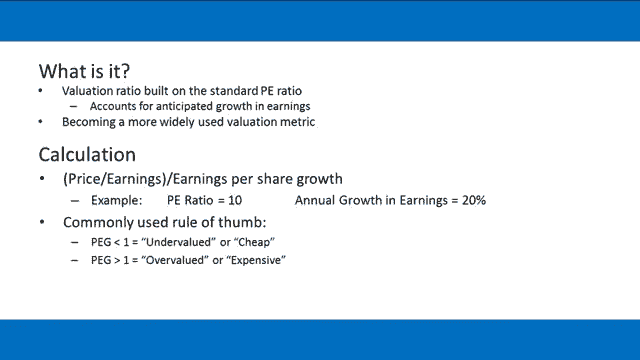 What is it?
• Valuation ratio built on the standard PE ratio
– Accounts for anticipated growth in earnings
• Becoming a more widely used valuation metric
Calculation
• (Price/Earnings)/Earnings per share growth
– Example: PE Ratio = 10 Annual Growth in Earnings = 20%
• Commonly used rule of thumb:
– PEG < 1 = “Undervalued” or “Cheap”
– PEG > 1 = “Overvalued” or “Expensive”